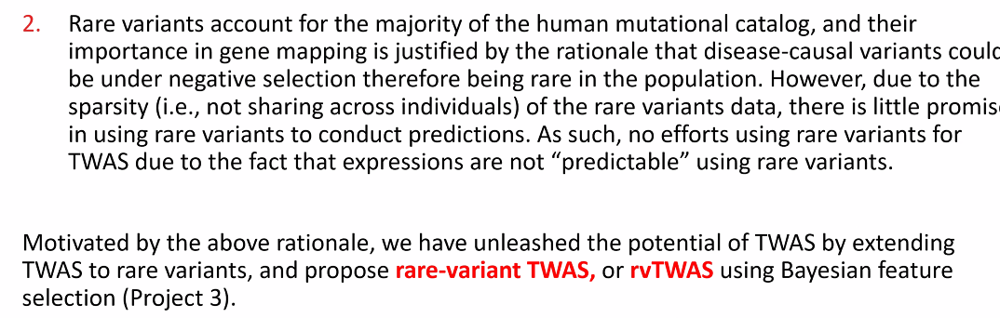 2. Rare variants account for the majority of the human mutational catalog, and their
importance in gene mapping is justified by the rationale that disease-causal variants could
be under negative selection therefore being rare in the population. However, due to the
sparsity (i.e., not sharing across individuals) of the rare variants data, there is little promise
in using rare variants to conduct predictions. As such, no efforts using rare variants for
TWAS due to the fact that expressions are not “predictable” using rare variants.
Motivated by the above rationale, we have unleashed the potential of TWAS by extending
TWAS to rare variants, and propose rare-variant TWAS, or rvTWAS using Bayesian feature
selection (Project 3).